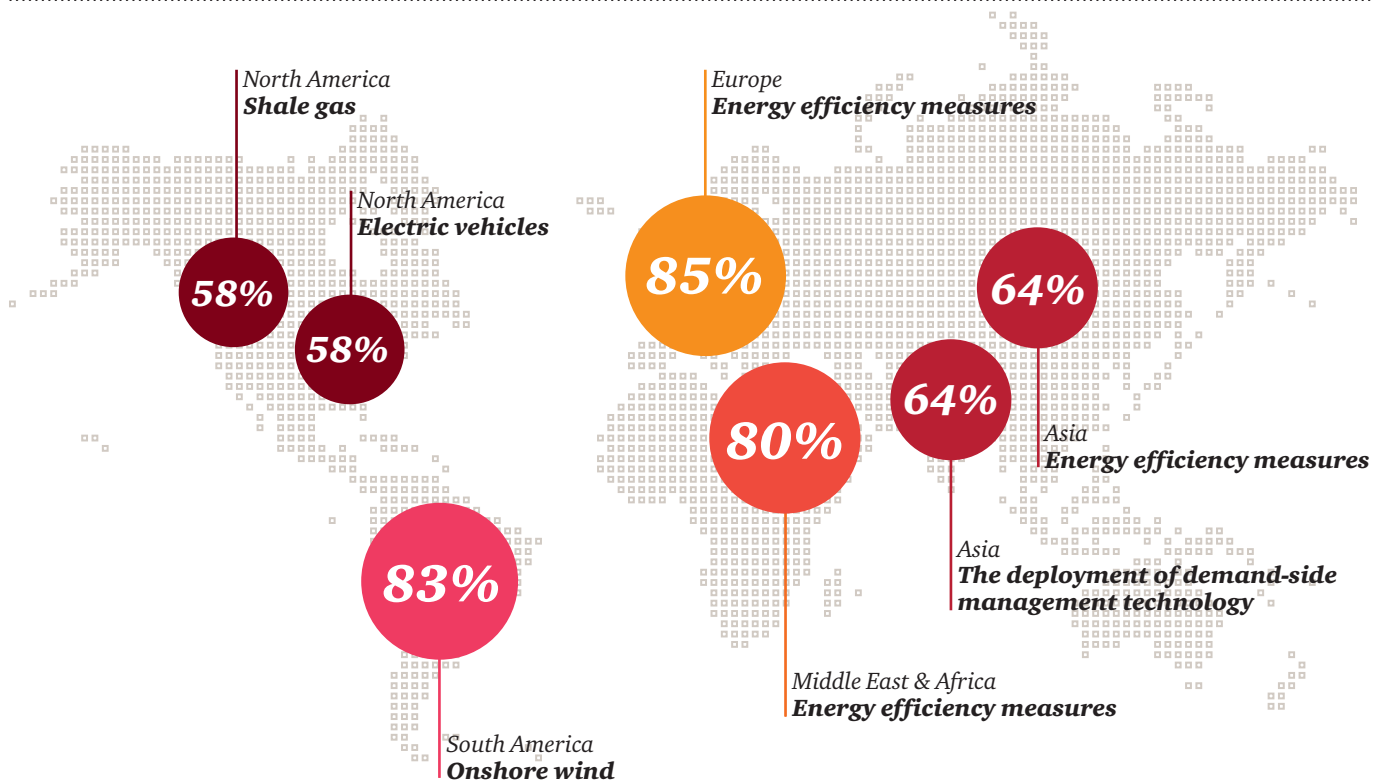 North America
Shale gas
58%
North America
Electric vehicles
58%
Europe
Energy efficiency measures
85%
64%
Asia
Energy efficiency measures
64%
Asia
The deployment of demand-side
management technology
80%
Middle East & Africa
Energy efficiency measures
83%
South America
Onshore wind